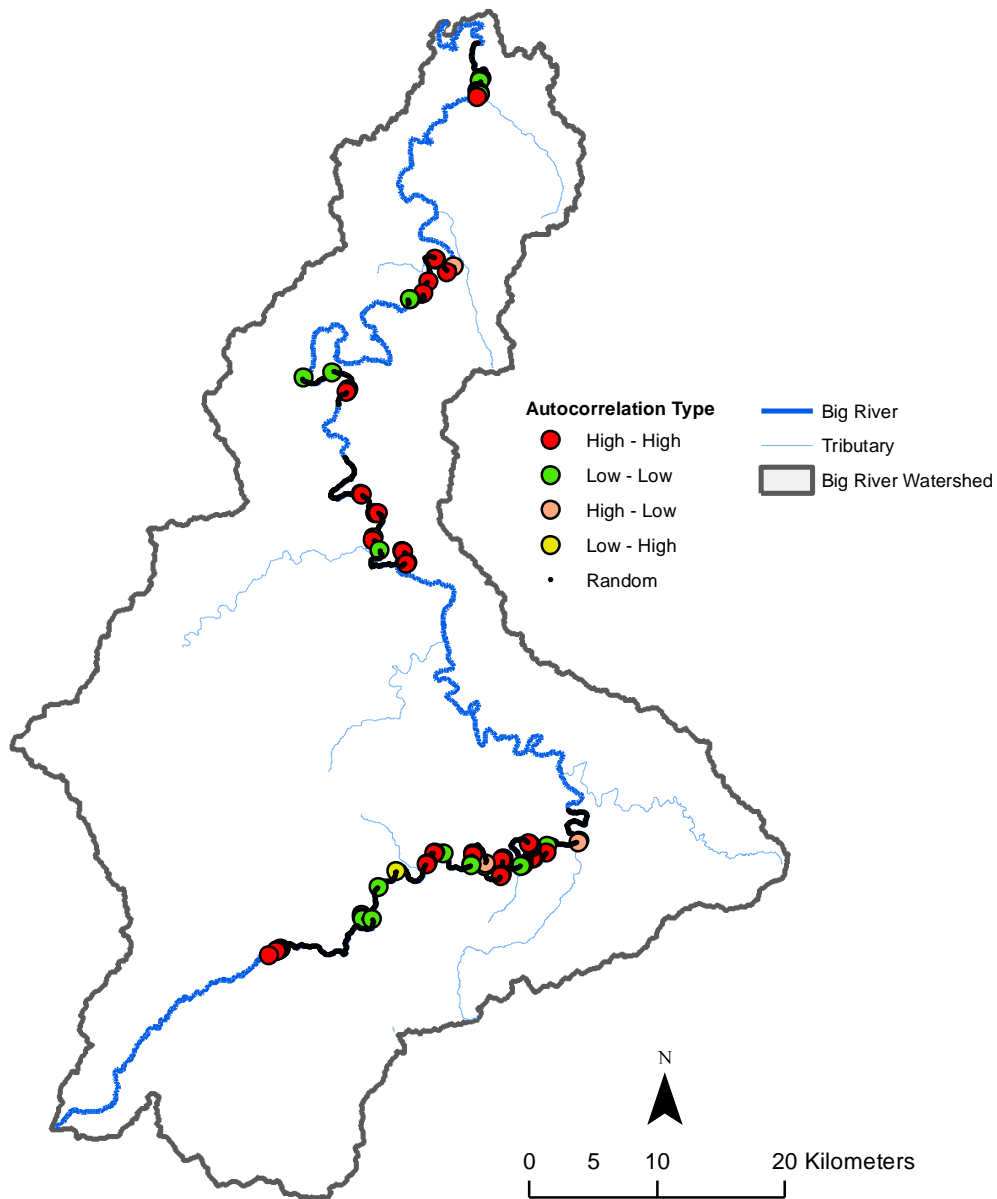 Autocorrelation Type
High - High
Low - Low
High - Low
Low - High
Random
Big River
Tributary
Big River Watershed
N
0 5 10 20 Kilometers